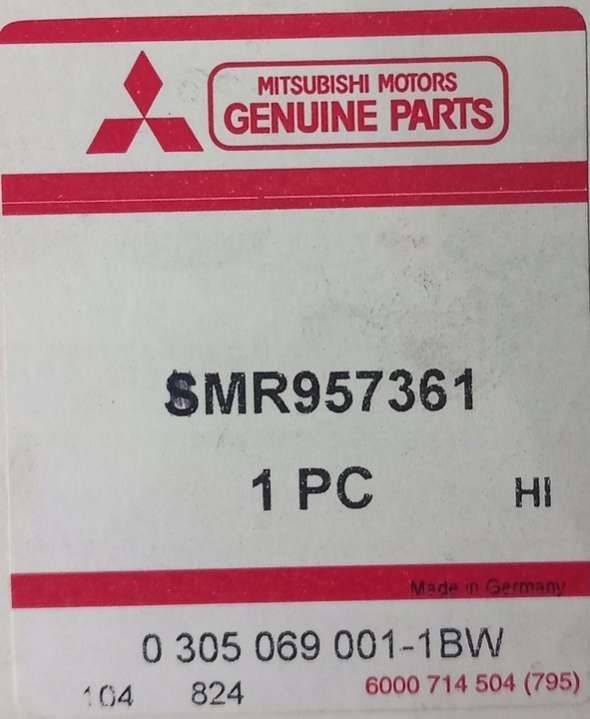 MITSUBISHI MOTORS
GENUINE PARTS
SMR957361
1 PC HI
Made in Germany
0 305 069 001-1BW
104 824 6000 714 504 (795)